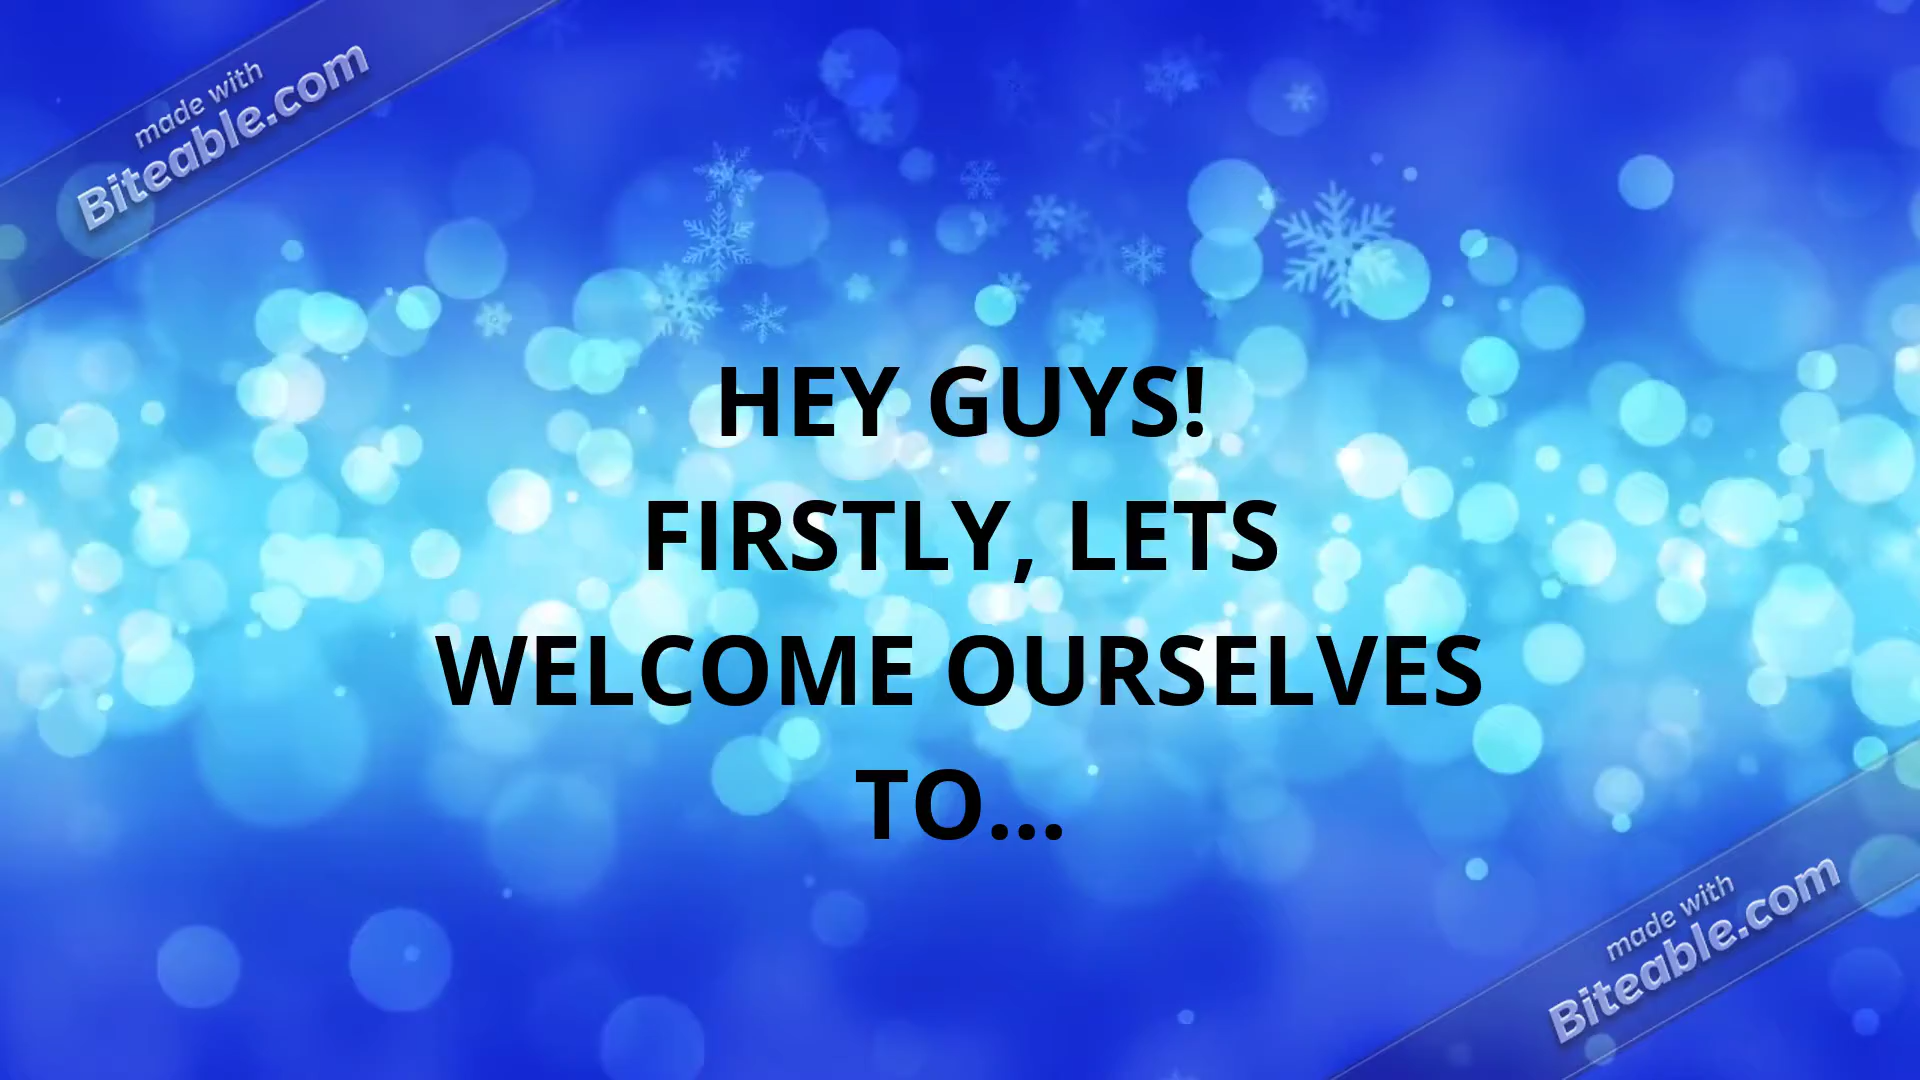 made with
Biteable.com
HEY GUYS!
FIRSTLY, LETS
WELCOME OURSELVES
TO...
made with
Biteable.com